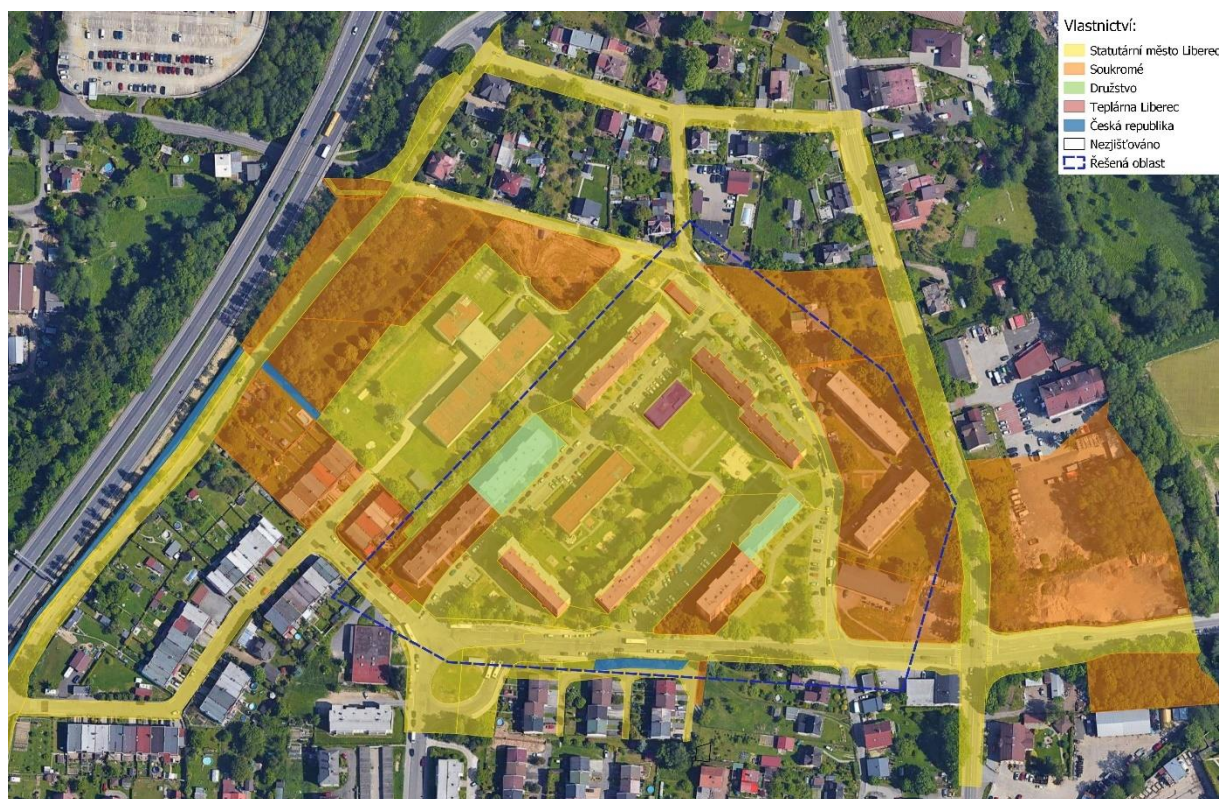 Vlastnictví:
Statutární město Liberec
Soukromé
Družstvo
Teplárna Liberec
Česká republika
Nezjišťováno
Řešená oblast